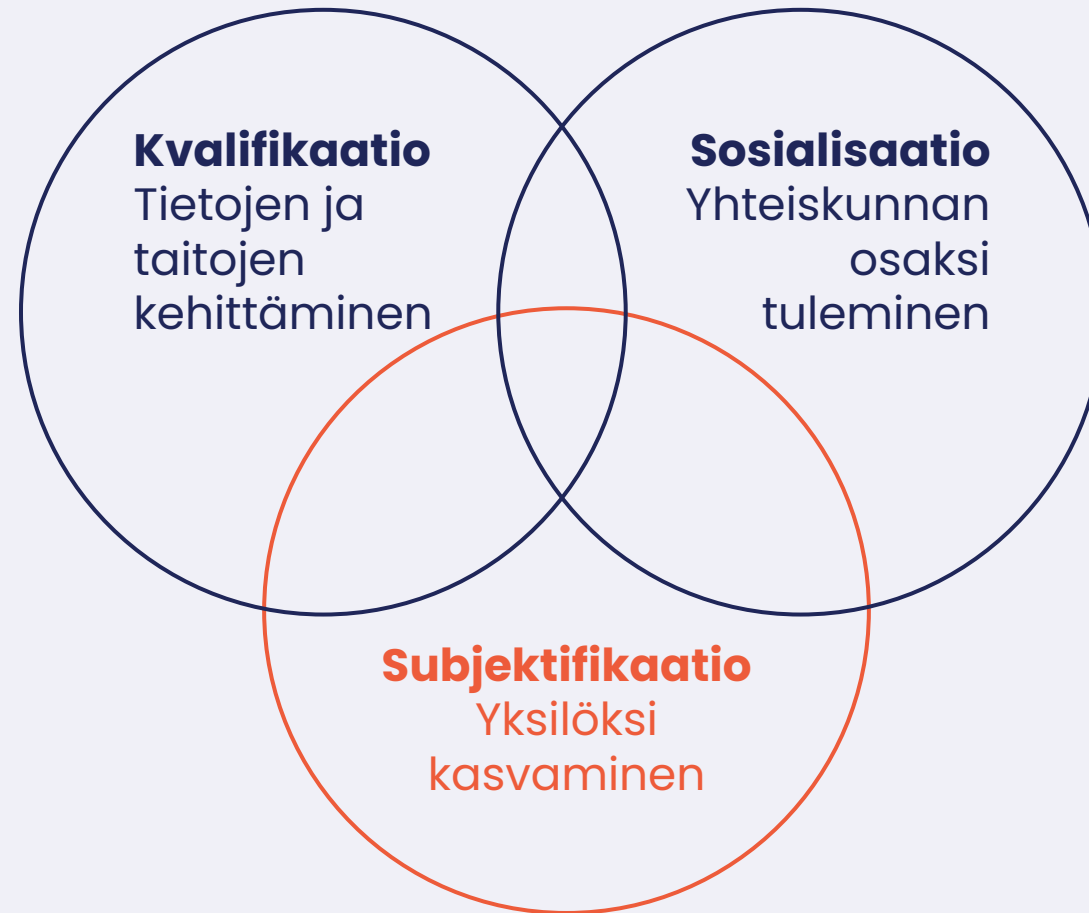 Kvalifikaatio
Tietojen ja
taitojen
kehittäminen
Sosialisaatio
Yhteiskunnan
osaksi
tuleminen
Subjektifikaatio
Yksilöksi
kasvaminen